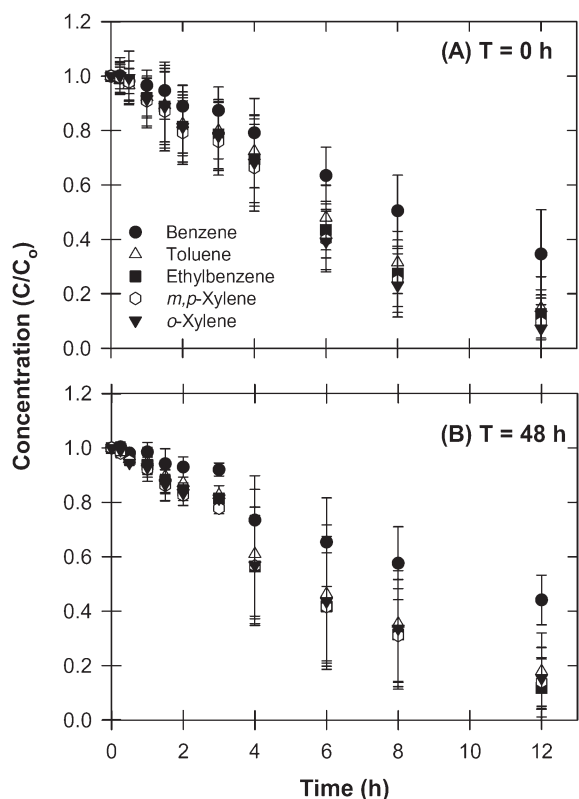 1.2
(A) T = 0 h
1.0
0.8
0.6
0.4
0.2
0.0
Benzene
Toluene
Ethylbenzene
m,p-Xylene
o-Xylene
Concentration (C/Co)
1.2
(B) T = 48 h
1.0
0.8
0.6
0.4
0.2
0.0
0 2 4 6 8 10 12
Time (h)